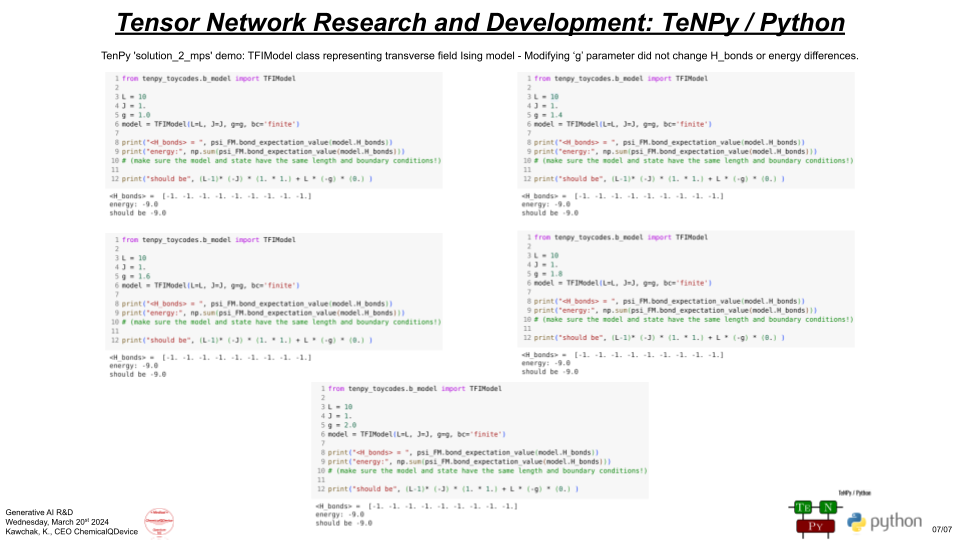 Tensor Network Research and Development: TeNPy / Python
TenPy 'solution_2_mps' demo: TFIModel class representing transverse field Ising model - Modifying ‘g’ parameter did not change H_bonds or energy differences.
1 from tenpy_toycodes.b_model import TFIModel
2
3 L = 10
4 J = 1.
5 g = 1.0
6 model = TFIModel(L=L, J=J, g=g, bc='finite')
7
8 print("<H_bonds> = ", psi_FM.bond_expectation_value(model.H_bonds))
9 print("energy:", np.sum(psi_FM.bond_expectation_value(model.H_bonds)))
10 # (make sure the model and state have the same length and boundary conditions!)
11
12 print("should be", (L-1)* (-J) * (1. * 1.) + L * (-g) * (0.) )
<H_bonds> = [-1. -1. -1. -1. -1. -1. -1. -1. -1.]
energy: -9.0
should be -9.0
1 from tenpy_toycodes.b_model import TFIModel
2
3 L = 10
4 J = 1.
5 g = 1.4
6 model = TFIModel(L=L, J=J, g=g, bc='finite')
7
8 print("<H_bonds> = ", psi_FM.bond_expectation_value(model.H_bonds))
9 print("energy:", np.sum(psi_FM.bond_expectation_value(model.H_bonds)))
10 # (make sure the model and state have the same length and boundary conditions!)
11
12 print("should be", (L-1)* (-J) * (1. * 1.) + L * (-g) * (0.) )
<H_bonds> = [-1. -1. -1. -1. -1. -1. -1. -1. -1.]
energy: -9.0
should be -9.0
1 from tenpy_toycodes.b_model import TFIModel
2
3 L = 10
4 J = 1.
5 g = 1.6
6 model = TFIModel(L=L, J=J, g=g, bc='finite')
7
8 print("<H_bonds> = ", psi_FM.bond_expectation_value(model.H_bonds))
9 print("energy:", np.sum(psi_FM.bond_expectation_value(model.H_bonds)))
10 # (make sure the model and state have the same length and boundary conditions!)
11
12 print("should be", (L-1)* (-J) * (1. * 1.) + L * (-g) * (0.) )
<H_bonds> = [-1. -1. -1. -1. -1. -1. -1. -1. -1.]
energy: -9.0
should be -9.0
1 from tenpy_toycodes.b_model import TFIModel
2
3 L = 10
4 J = 1.
5 g = 1.8
6 model = TFIModel(L=L, J=J, g=g, bc='finite')
7
8 print("<H_bonds> = ", psi_FM.bond_expectation_value(model.H_bonds))
9 print("energy:", np.sum(psi_FM.bond_expectation_value(model.H_bonds)))
10 # (make sure the model and state have the same length and boundary conditions!)
11
12 print("should be", (L-1)* (-J) * (1. * 1.) + L * (-g) * (0.) )
<H_bonds> = [-1. -1. -1. -1. -1. -1. -1. -1. -1.]
energy: -9.0
should be -9.0
1 from tenpy_toycodes.b_model import TFIModel
2
3 L = 10
4 J = 1.
5 g = 2.0
6 model = TFIModel(L=L, J=J, g=g, bc='finite')
7
8 print("<H_bonds> = ", psi_FM.bond_expectation_value(model.H_bonds))
9 print("energy:", np.sum(psi_FM.bond_expectation_value(model.H_bonds)))
10 # (make sure the model and state have the same length and boundary conditions!)
11
12 print("should be", (L-1)* (-J) * (1. * 1.) + L * (-g) * (0.) )
<H_bonds> = [-1. -1. -1. -1. -1. -1. -1. -1. -1.]
energy: -9.0
should be -9.0
Generative AI R&D
Wednesday, March 20st 2024
Kawchak, K., CEO ChemicalQDevice
ChemicalQDevice
TeNPy / Python
TE N
Py
python
07/07